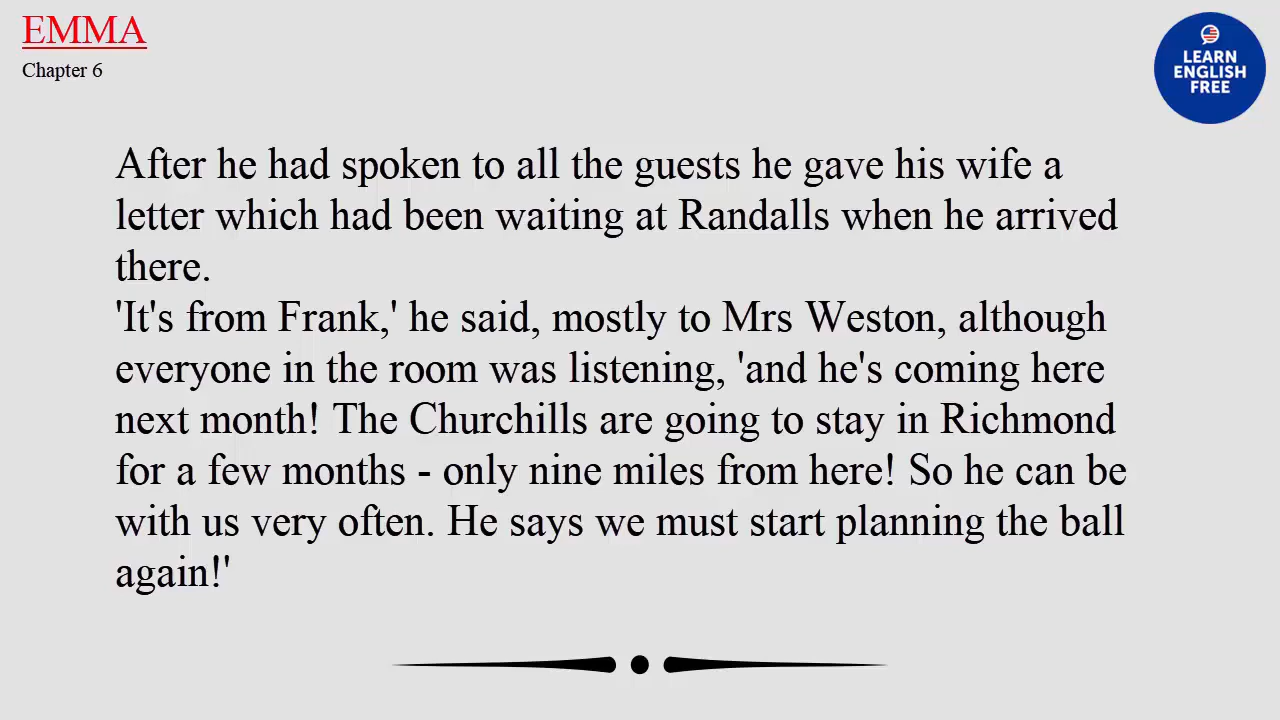 EMMA
Chapter 6
LEARN
ENGLISH
FREE
After he had spoken to all the guests he gave his wife a
letter which had been waiting at Randalls when he arrived
there.
'It's from Frank,' he said, mostly to Mrs Weston, although
everyone in the room was listening, 'and he's coming here
next month! The Churchills are going to stay in Richmond
for a few months - only nine miles from here! So he can be
with us very often. He says we must start planning the ball
again!'